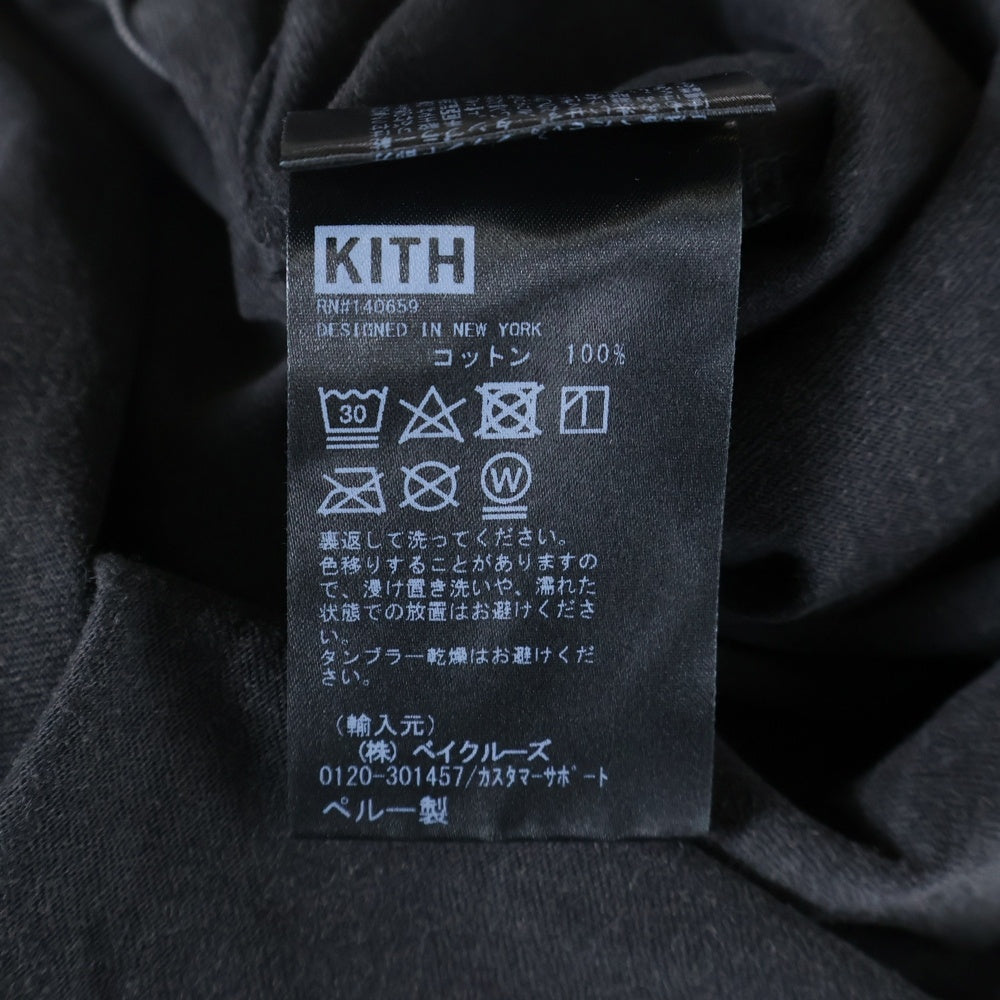 KITH
RN#140659
DESIGNED IN NEW YORK
コットン 100%
30
W
裏返して洗ってください。
色移りすることがありますの
で、浸け置き洗いや、濡れた
状態での放置はお避けくださ
い。
タンブラー乾燥はお避けくだ
さい。
(輸入元)
(株) ベイクルーズ
0120-301457/カスタマーサポート
ペルー製